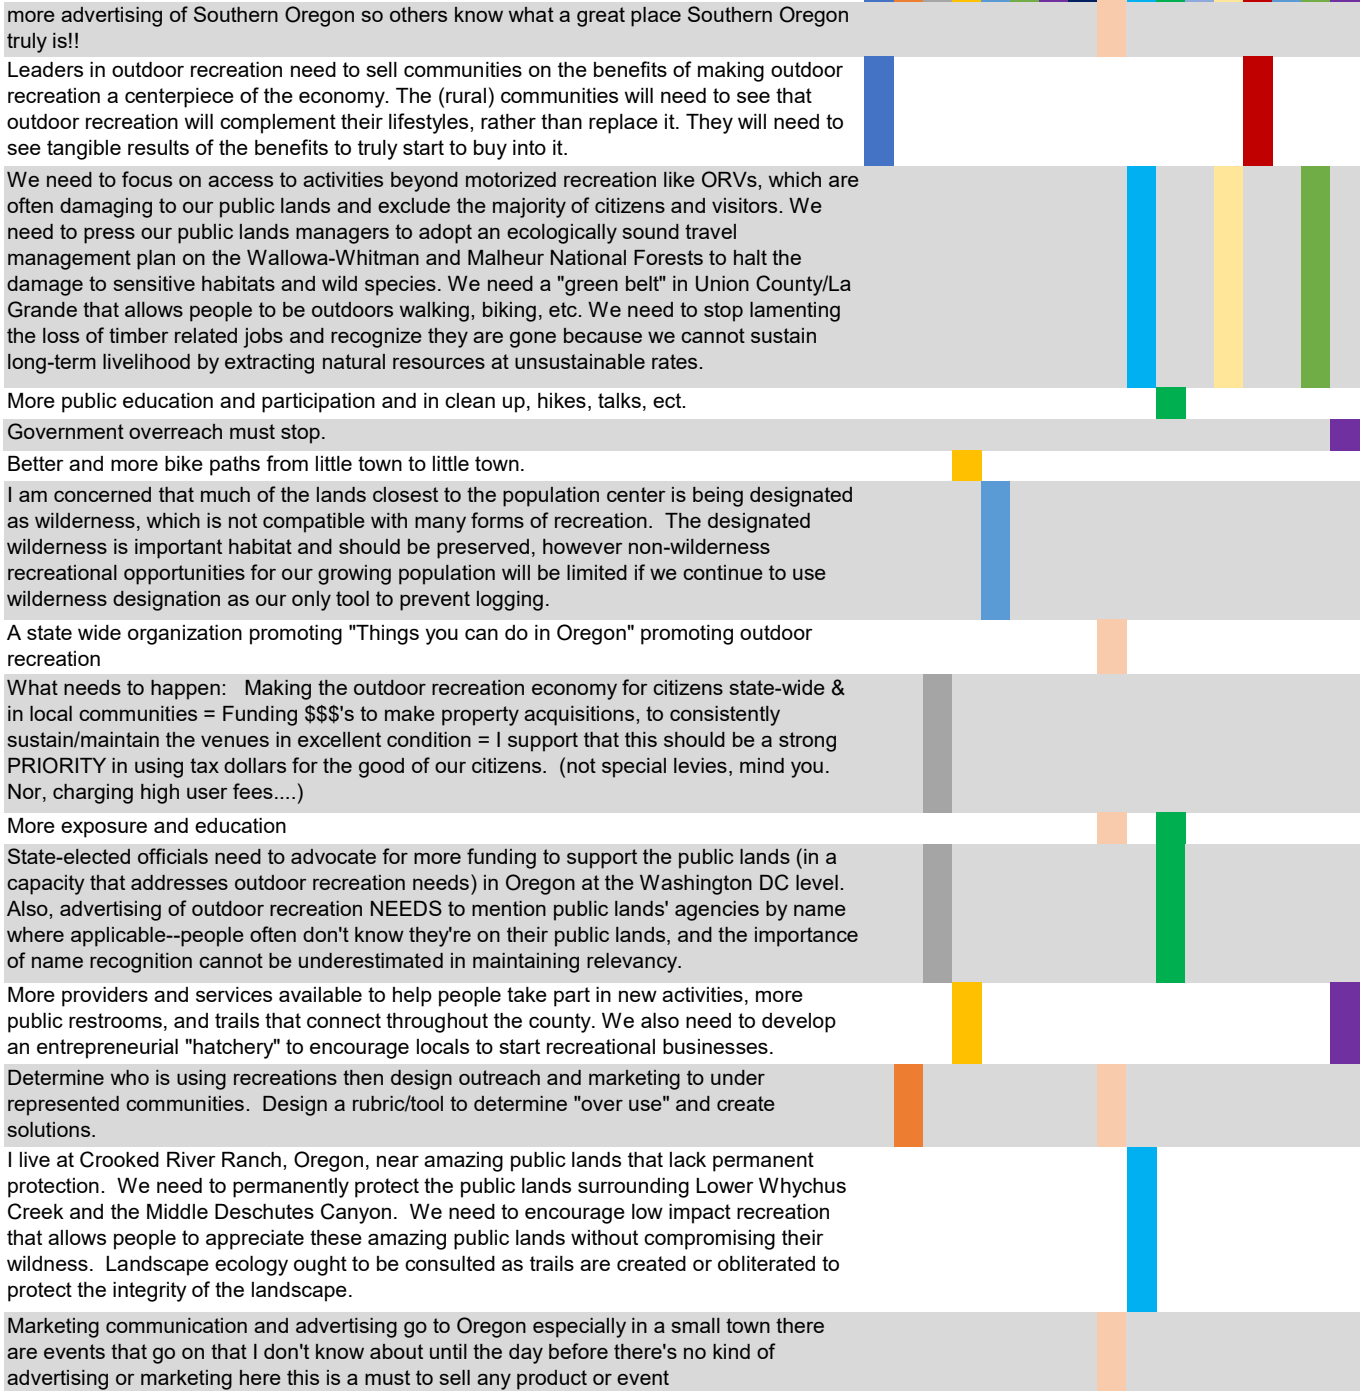 more advertising of Southern Oregon so others know what a great place Southern Oregon
truly is!!
Leaders in outdoor recreation need to sell communities on the benefits of making outdoor
recreation a centerpiece of the economy. The (rural) communities will need to see that
outdoor recreation will complement their lifestyles, rather than replace it. They will need to
see tangible results of the benefits to truly start to buy into it.
We need to focus on access to activities beyond motorized recreation like ORVs, which are
often damaging to our public lands and exclude the majority of citizens and visitors. We
need to press our public lands managers to adopt an ecologically sound travel
management plan on the Wallowa-Whitman and Malheur National Forests to halt the
damage to sensitive habitats and wild species. We need a "green belt" in Union County/La
Grande that allows people to be outdoors walking, biking, etc. We need to stop lamenting
the loss of timber related jobs and recognize they are gone because we cannot sustain
long-term livelihood by extracting natural resources at unsustainable rates.
More public education and participation and in clean up, hikes, talks, ect.
Government overreach must stop.
Better and more bike paths from little town to little town.
I am concerned that much of the lands closest to the population center is being designated
as wilderness, which is not compatible with many forms of recreation.  The designated
wilderness is important habitat and should be preserved, however non-wilderness
recreational opportunities for our growing population will be limited if we continue to use
wilderness designation as our only tool to prevent logging.
A state wide organization promoting "Things you can do in Oregon" promoting outdoor
recreation
What needs to happen:   Making the outdoor recreation economy for citizens state-wide &
in local communities = Funding $$$'s to make property acquisitions, to consistently
sustain/maintain the venues in excellent condition = I support that this should be a strong
PRIORITY in using tax dollars for the good of our citizens.  (not special levies, mind you.
Nor, charging high user fees....)
More exposure and education
State-elected officials need to advocate for more funding to support the public lands (in a
capacity that addresses outdoor recreation needs) in Oregon at the Washington DC level.
Also, advertising of outdoor recreation NEEDS to mention public lands' agencies by name
where applicable--people often don't know they're on their public lands, and the importance
of name recognition cannot be underestimated in maintaining relevancy.
More providers and services available to help people take part in new activities, more
public restrooms, and trails that connect throughout the county. We also need to develop
an entrepreneurial "hatchery" to encourage locals to start recreational businesses.
Determine who is using recreations then design outreach and marketing to under
represented communities.  Design a rubric/tool to determine "over use" and create
solutions.
I live at Crooked River Ranch, Oregon, near amazing public lands that lack permanent
protection.  We need to permanently protect the public lands surrounding Lower Whychus
Creek and the Middle Deschutes Canyon.  We need to encourage low impact recreation
that allows people to appreciate these amazing public lands without compromising their
wildness.  Landscape ecology ought to be consulted as trails are created or obliterated to
protect the integrity of the landscape.
Marketing communication and advertising go to Oregon especially in a small town there
are events that go on that I don't know about until the day before there's no kind of
advertising or marketing here this is a must to sell any product or event